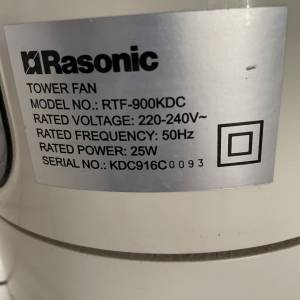 Rasonic
TOWER FAN
MODEL NO.: RTF-900KDC
RATED VOLTAGE: 220-240V~
RATED FREQUENCY: 50Hz
RATED POWER: 25W
SERIAL NO.: KDC916C0093